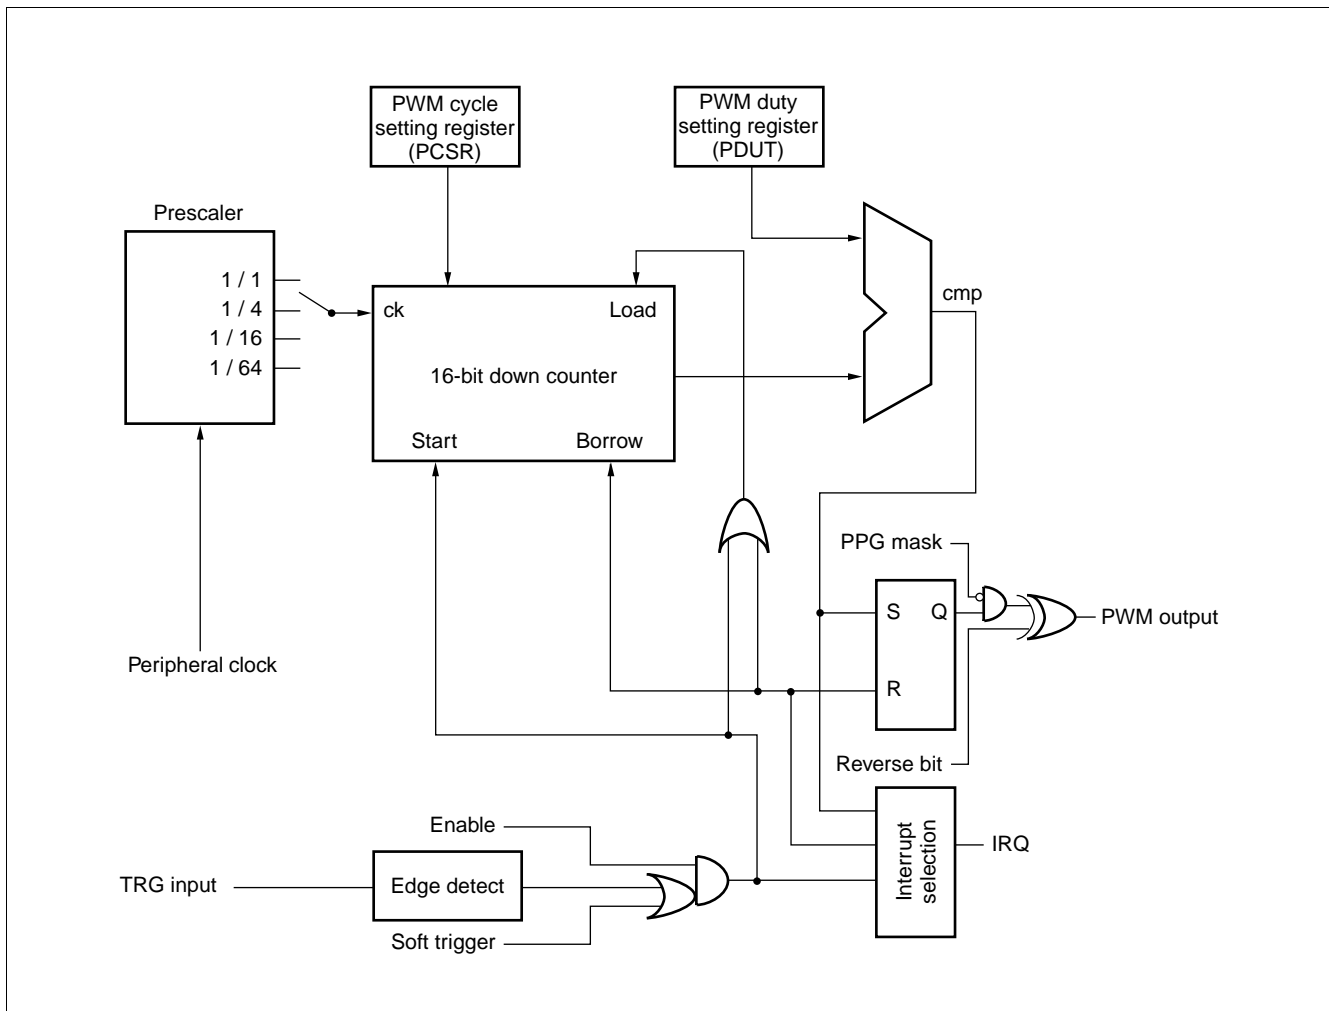 PWM cycle
setting register
(PCSR)
PWM duty
setting register
(PDUT)
Prescaler
1 / 1
1 / 4
1 / 16
1 / 64
ck
Load
16-bit down counter
Start
Borrow
cmp
PPG mask
S
Q
R
PWM output
Peripheral clock
Reverse bit
Enable
TRG input
Edge detect
Soft trigger
Interrupt
selection
IRQ